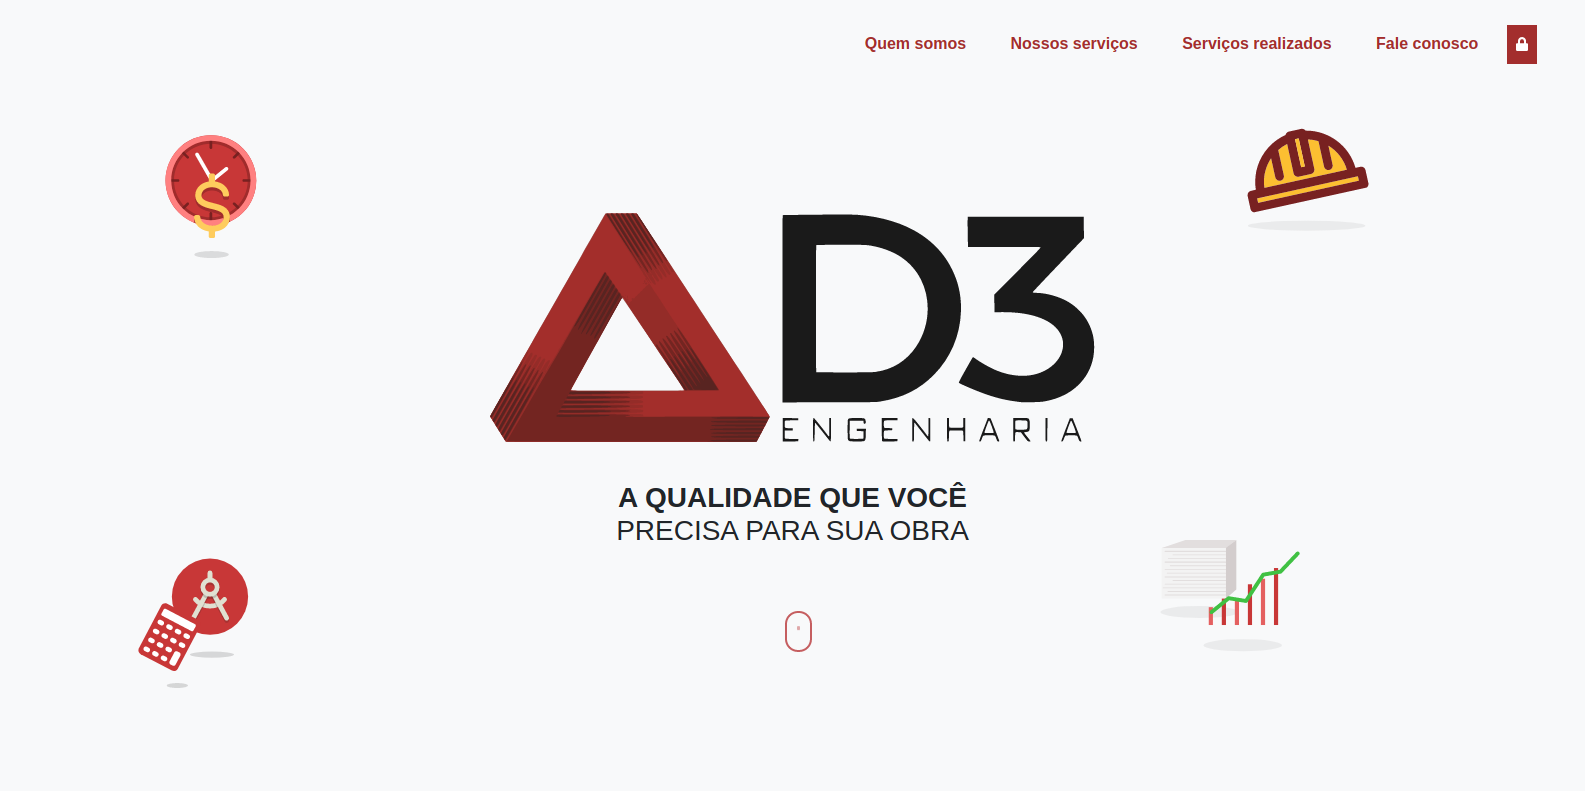 Quem somos
Nossos serviços
Serviços realizados
Fale conosco
D3
ENGENHARIA
A QUALIDADE QUE VOCÊ
PRECISA PARA SUA OBRA